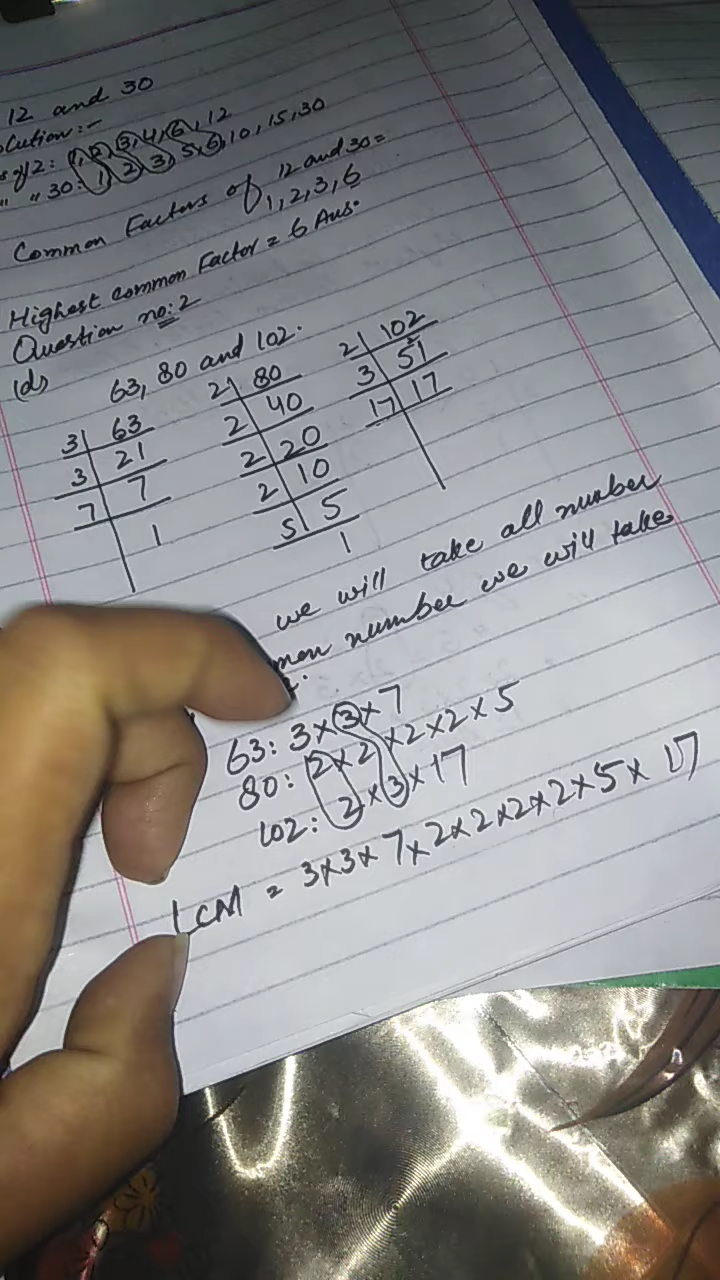 12 and 30
lution:-
12: 1, 2, 3, 4, 6, 12
" " 30: 1, 2, 3, 5, 6, 10, 15, 30
Common Factors of 12 and 30 =
1, 2, 3, 6
Highest common Factor = 6 Ans.
Question no: 2
(d) 63, 80 and 102.
3 | 63
3 | 21
7 | 7
1
2 | 80
2 | 40
2 | 20
2 | 10
5 | 5
1
2 | 102
3 | 51
17 | 17
we will take all number
mon number we will take
63: 3 x 3 x 7
80: 2 x 2 x 2 x 2 x 5
102: 2 x 3 x 17
LCM = 3 x 3 x 7 x 2 x 2 x 2 x 2 x 5 x 17